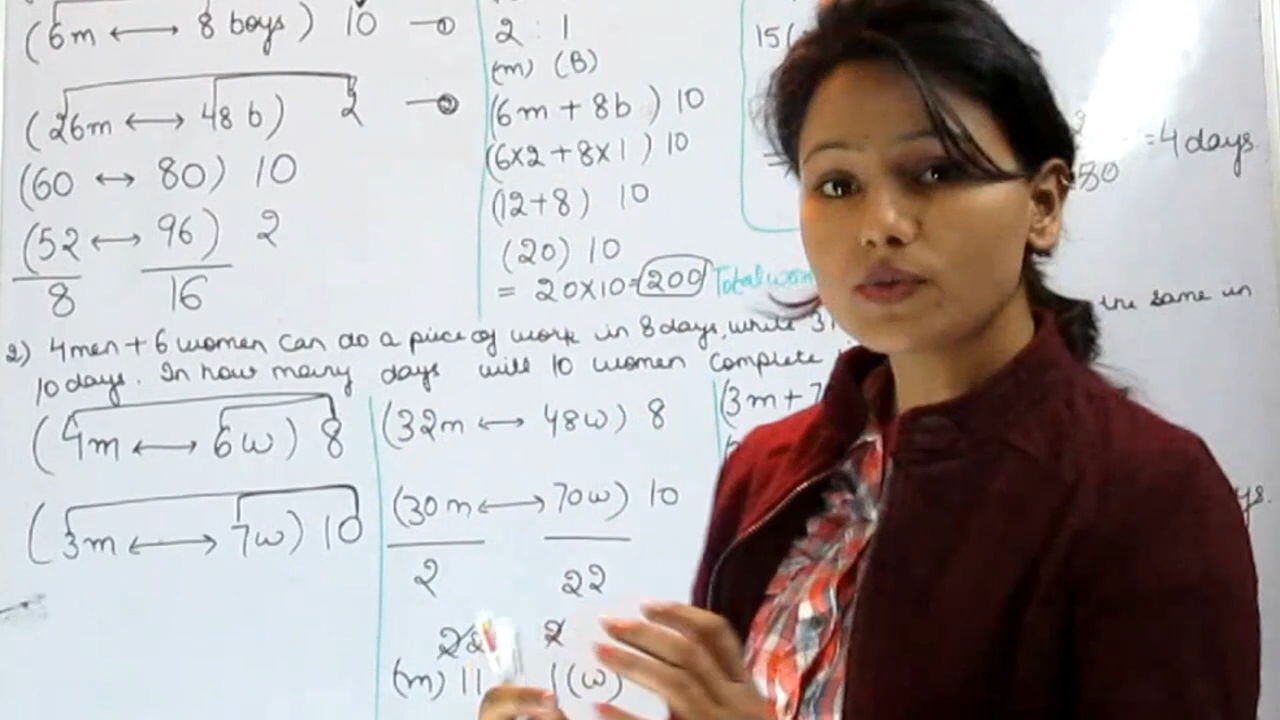 (6m ⟷ 8 boys) 10 —①
(26m ⟷ 48 b) 2 —②
(60 ↔ 80) 10
(52 ⟷ 96) 2
8 16
2 : 1
(m) (B)
(6m + 8b) 10
(6×2 + 8×1) 10
(12+8) 10
(20) 10
= 20×10=200 Total
15(
=4 days.
80
2) 4men + 6 women can do a piece of work in 8 days, while 3 the same in
10 days. In how many days will 10 women complete
(4m ⟷ 6w) 8
(3m ⟷ 7w) 10
(32m ⟷ 48w) 8
(30m ⟷ 70w) 10
2 22
22 2
(m) 11 1(w)
(3m + 7